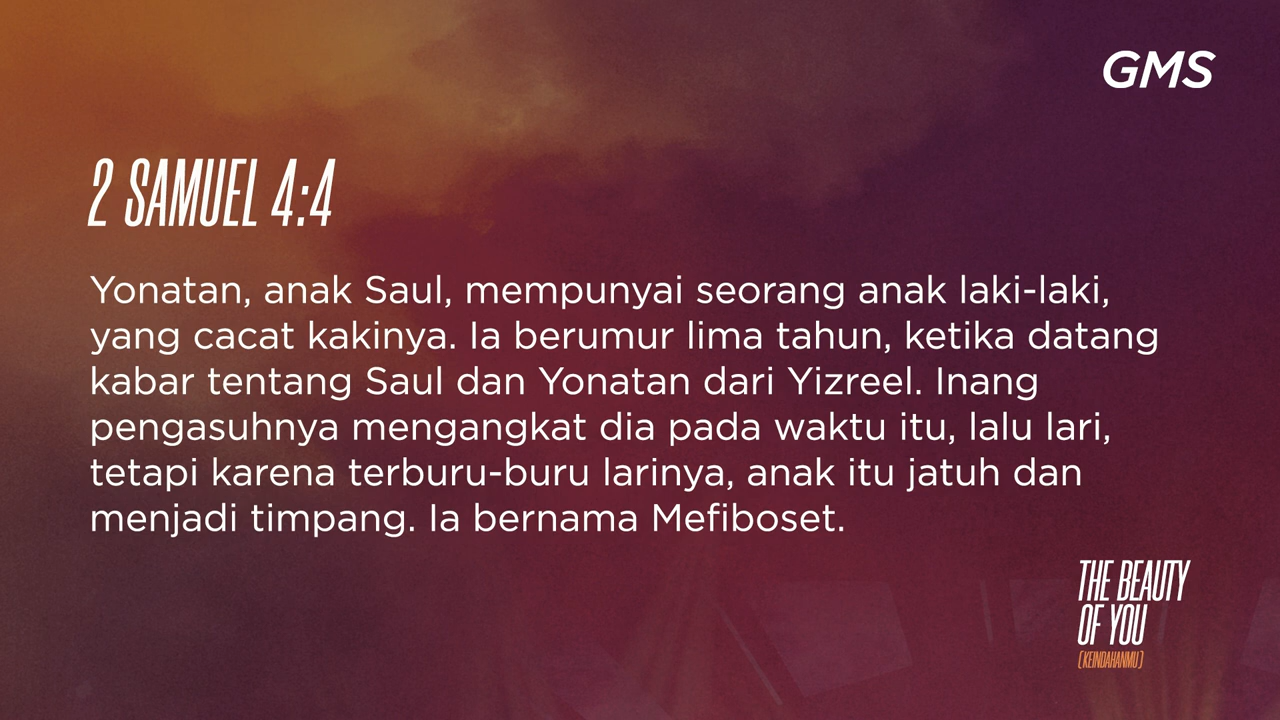 GMS
2 SAMUEL 4:4
Yonatan, anak Saul, mempunyai seorang anak laki-laki,
yang cacat kakinya. Ia berumur lima tahun, ketika datang
kabar tentang Saul dan Yonatan dari Yizreel. Inang
pengasuhnya mengangkat dia pada waktu itu, lalu lari,
tetapi karena terburu-buru larinya, anak itu jatuh dan
menjadi timpang. Ia bernama Mefiboset.
THE BEAUTY
OF YOU
(KEINDAHANMU)